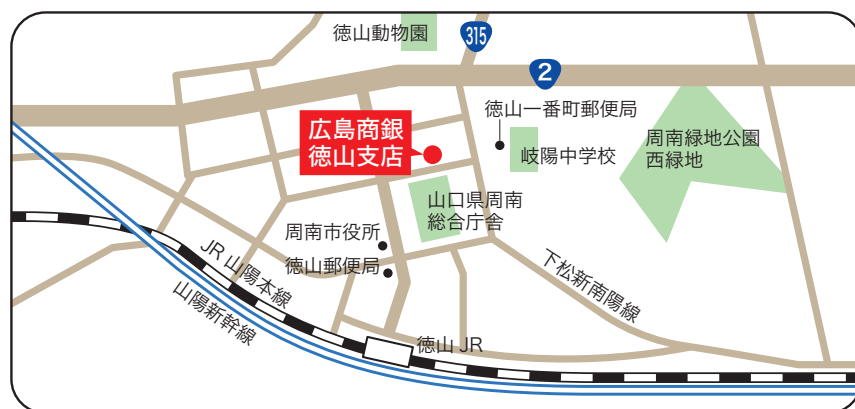 徳山動物園
315
2
徳山一番町郵便局
広島商銀
徳山支店
岐陽中学校
周南緑地公園
西緑地
山口県周南
総合庁舎
周南市役所
徳山郵便局
JR 山陽本線
山陽新幹線
下松新南陽線
徳山 JR